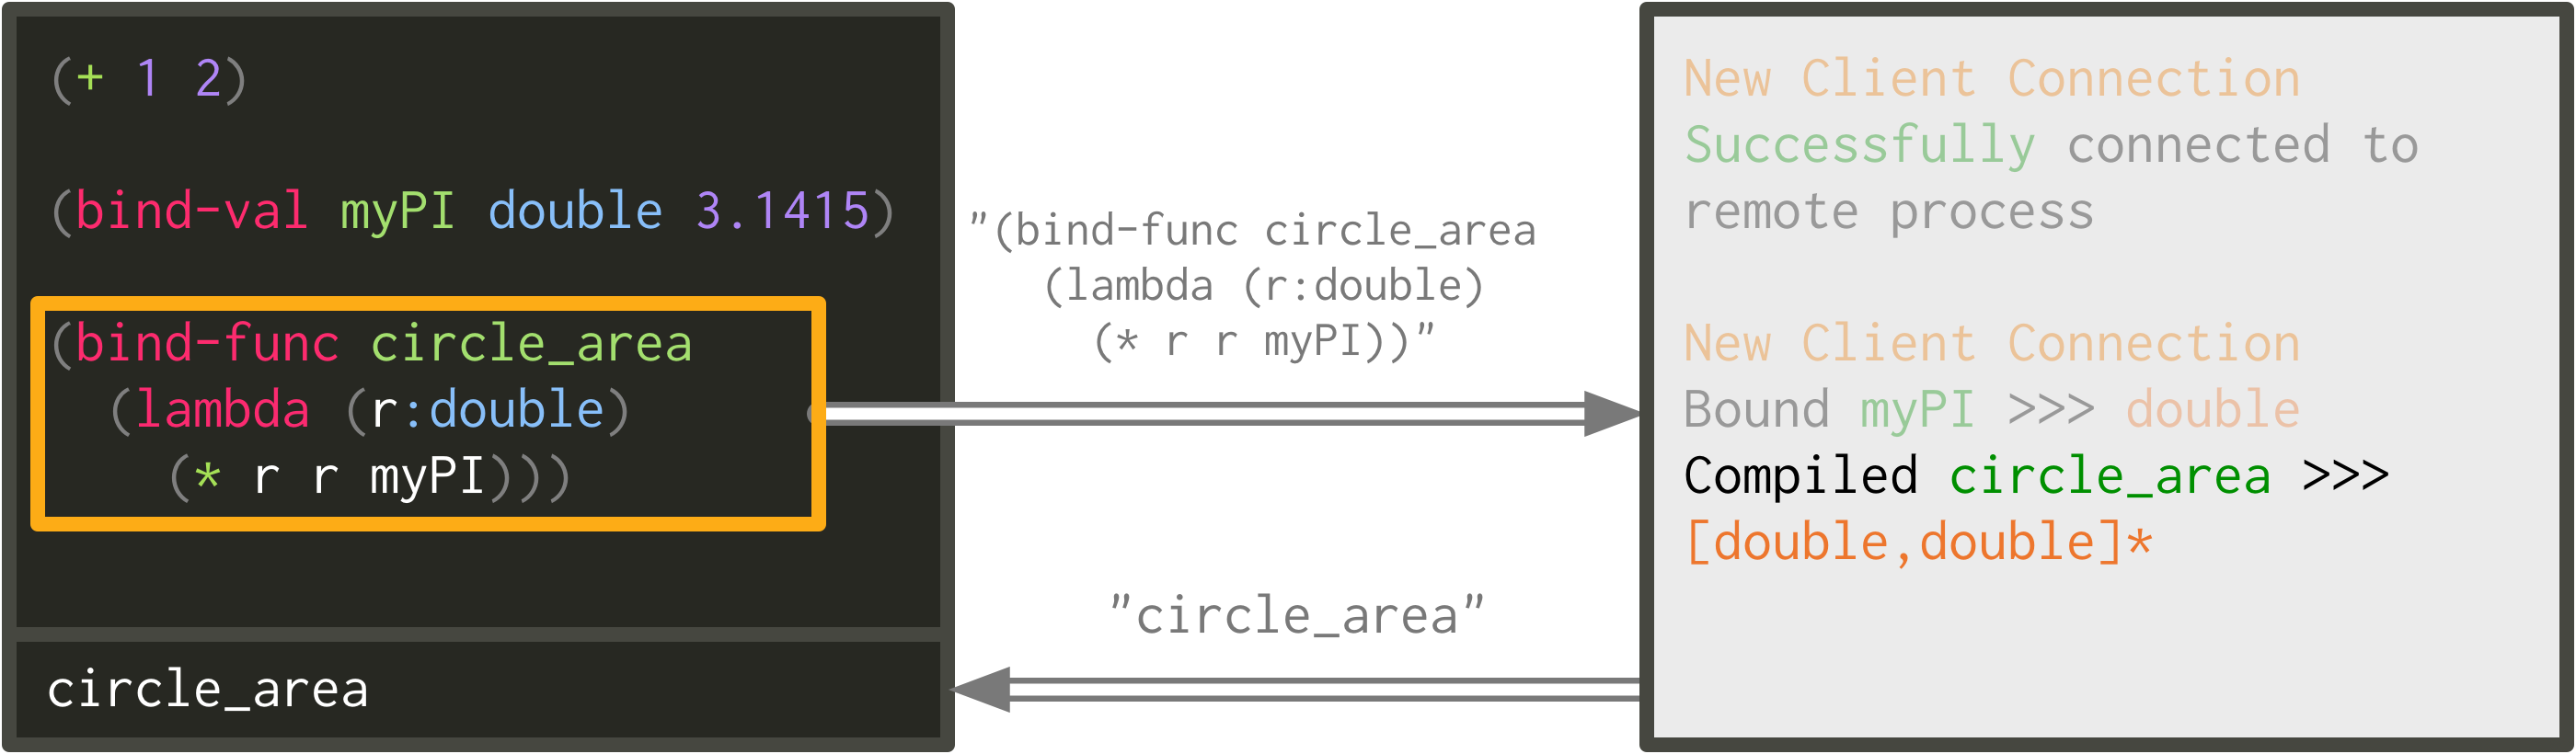 (+ 1 2)
(bind-val myPI double 3.1415)
(bind-func circle_area
(lambda (r:double)
(* r r myPI)))
circle_area
"(bind-func circle_area
(lambda (r:double)
(* r r myPI))"
"circle_area"
New Client Connection
Successfully connected to
remote process
New Client Connection
Bound myPI >>> double
Compiled circle_area >>>
[double,double]*